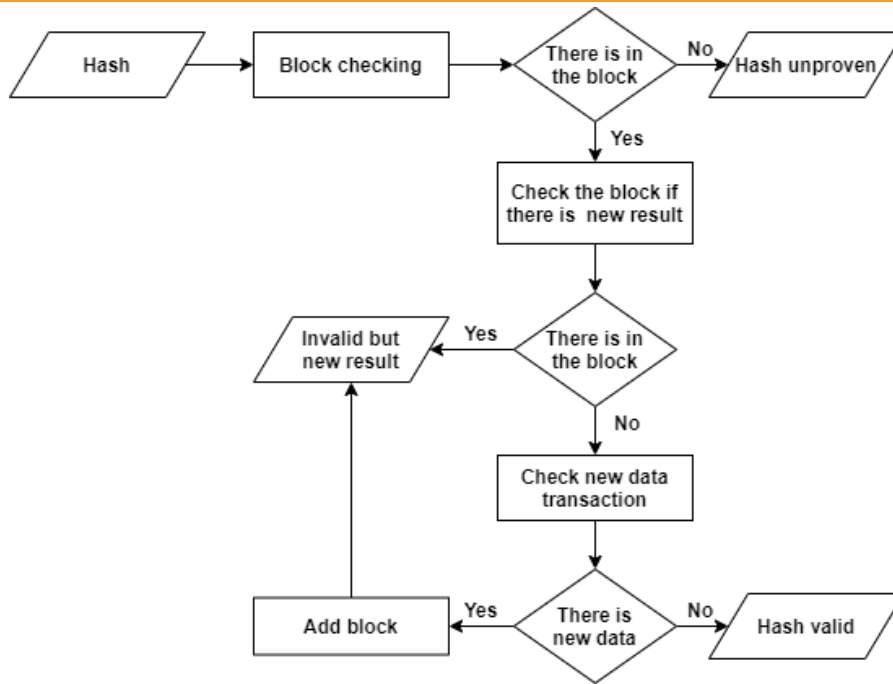 Hash
Block checking
There is in
the block
No
Hash unproven
Yes
Check the block if
there is new result
Invalid but
new result
Yes
There is in
the block
No
Check new data
transaction
Add block
Yes
There is
new data
No
Hash valid